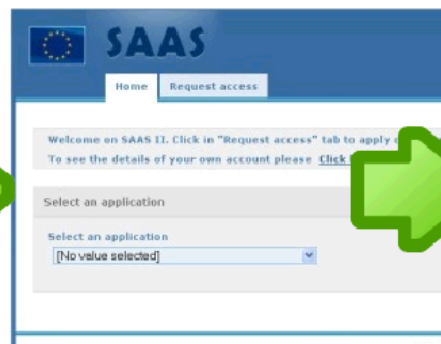 SAAS
Home Request access
Welcome on SAAS II. Click in "Request access" tab to apply
To see the details of your own account please Click
Select an application
Select an application
[No value selected]